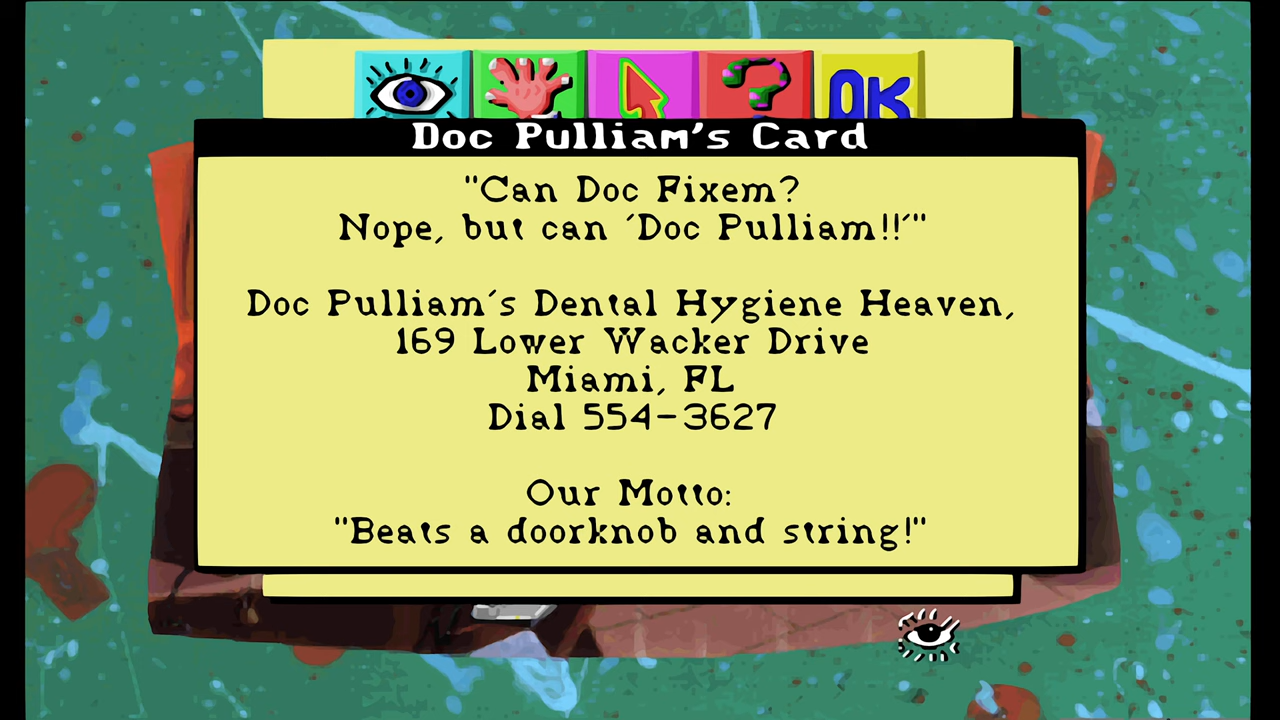 OK
Doc Pulliam's Card
"Can Doc Fixem?
Nope, but can 'Doc Pulliam!!'"
Doc Pulliam's Dental Hygiene Heaven,
169 Lower Wacker Drive
Miami, FL
Dial 554-3627
Our Motto:
"Beats a doorknob and string!"